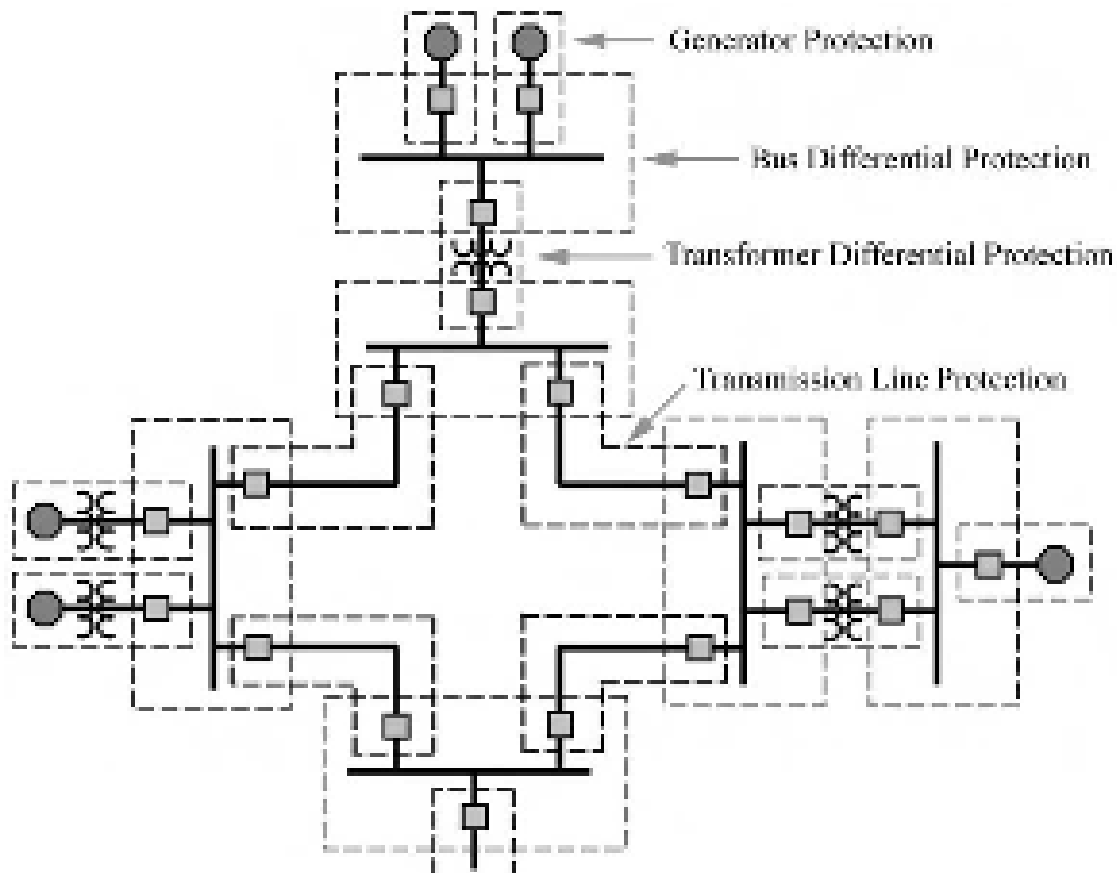 Generator Protection
Bus Differential Protection
Transformer Differential Protection
Transmission Line Protection